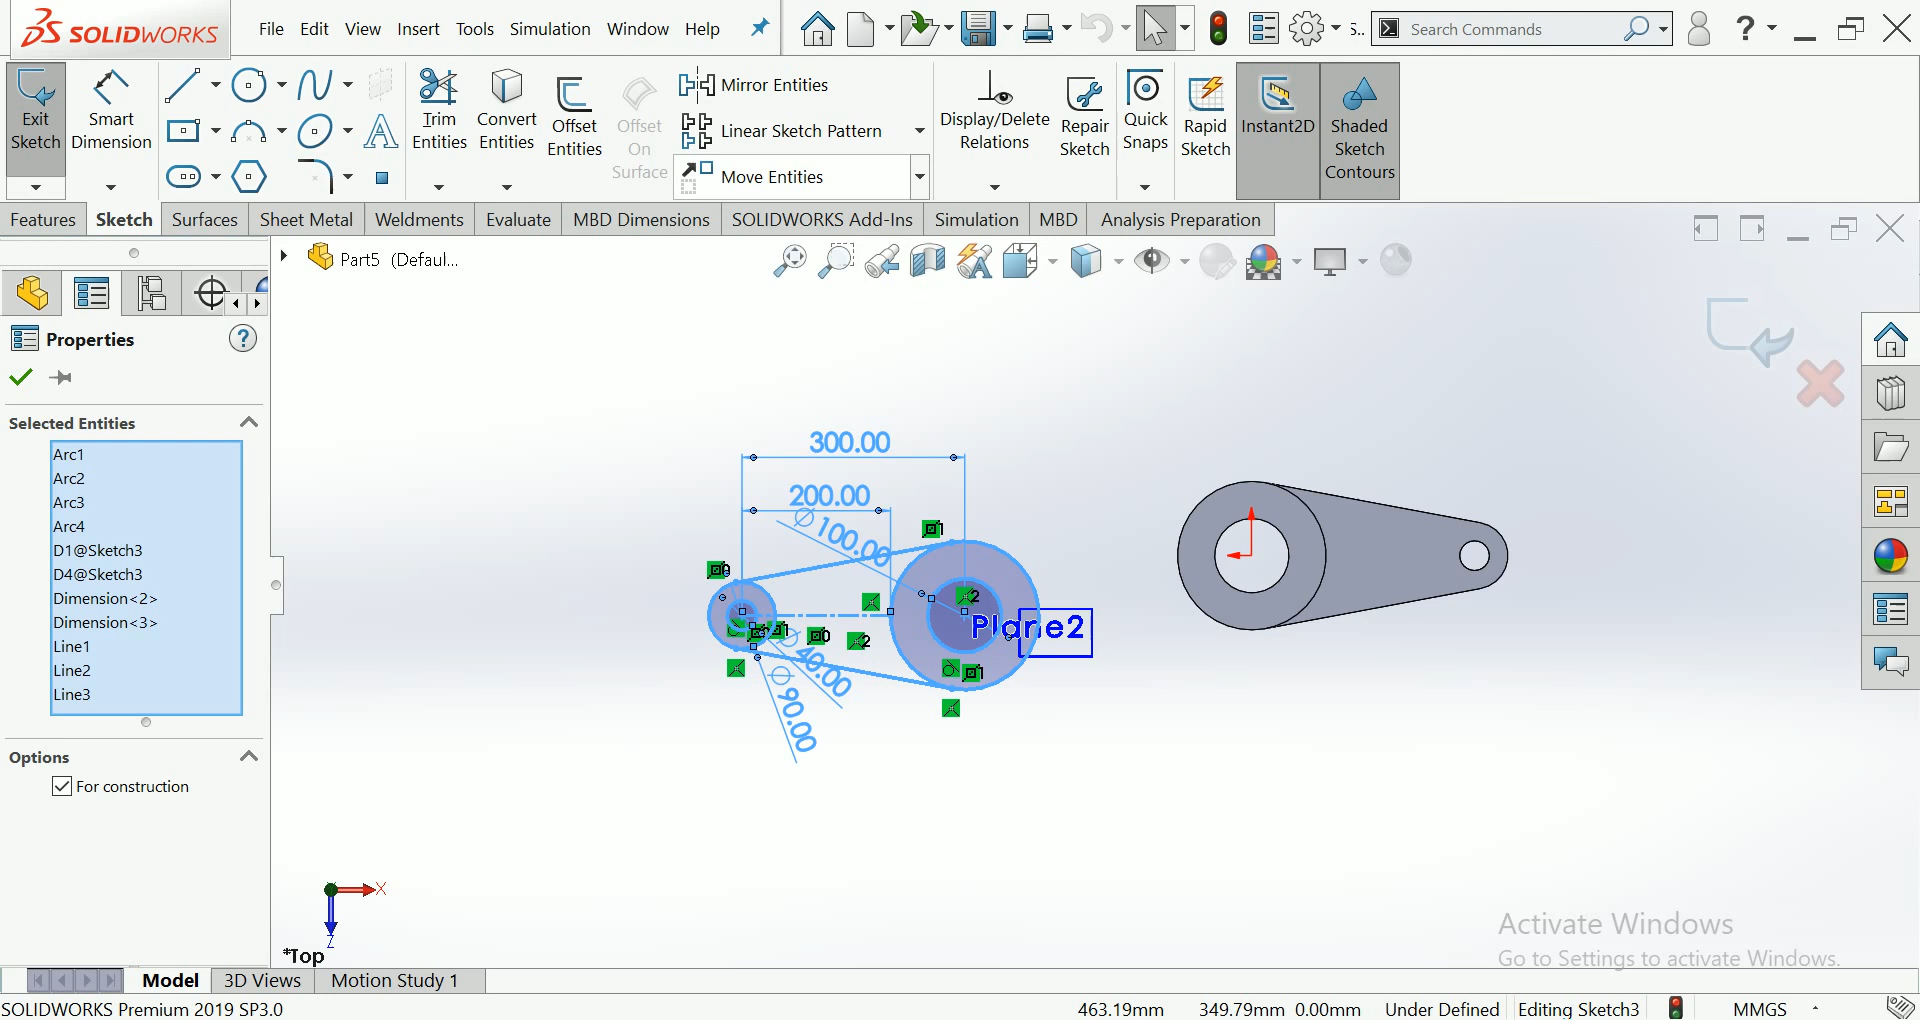 SOLIDWORKS
File Edit View Insert Tools Simulation Window Help
S.. Search Commands
Exit Sketch
Smart Dimension
Trim Entities
Convert Entities
Offset Entities
Offset On Surface
Mirror Entities
Linear Sketch Pattern
Move Entities
Display/Delete Relations
Repair Sketch
Quick Snaps
Rapid Sketch
Instant2D
Shaded Sketch Contours
Features Sketch Surfaces Sheet Metal Weldments Evaluate MBD Dimensions SOLIDWORKS Add-Ins Simulation MBD Analysis Preparation
Part5 (Defaul...
Properties
Selected Entities
Arc1
Arc2
Arc3
Arc4
D1@Sketch3
D4@Sketch3
Dimension<2>
Dimension<3>
Line1
Line2
Line3
Options
For construction
300.00
200.00
∅100.00
Plane2
∅40.00
∅90.00
X
Z
*Top
Activate Windows
Go to Settings to activate Windows.
Model 3D Views Motion Study 1
SOLIDWORKS Premium 2019 SP3.0 463.19mm 349.79mm 0.00mm Under Defined Editing Sketch3 MMGS